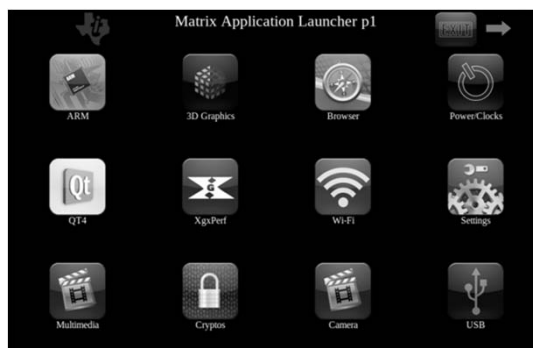 Matrix Application Launcher p1
EXIT
ARM
3D Graphics
Browser
Power/Clocks
Qt
QT4
G
XgxPerf
Wi-Fi
Settings
Multimedia
Cryptos
Camera
USB